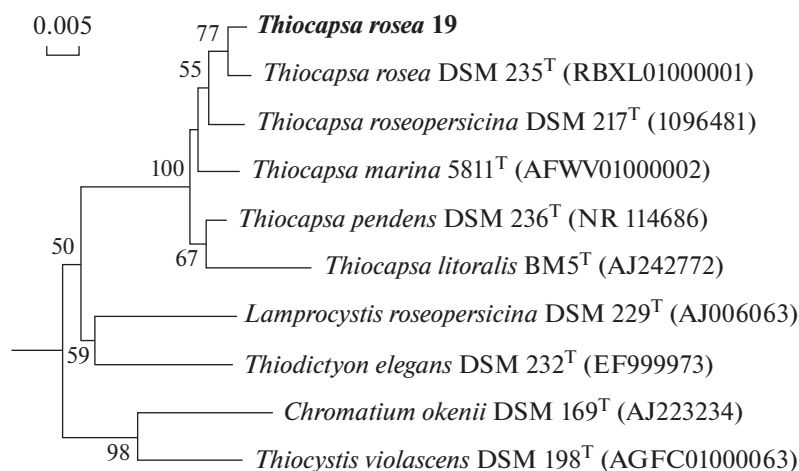 0.005
77
Thiocapsa rosea 19
55
Thiocapsa rosea DSM 235ᵀ (RBXL01000001)
Thiocapsa roseopersicina DSM 217ᵀ (1096481)
100
Thiocapsa marina 5811ᵀ (AFWV01000002)
Thiocapsa pendens DSM 236ᵀ (NR 114686)
50
67
Thiocapsa litoralis BM5ᵀ (AJ242772)
Lamprocystis roseopersicina DSM 229ᵀ (AJ006063)
59
Thiodictyon elegans DSM 232ᵀ (EF999973)
Chromatium okenii DSM 169ᵀ (AJ223234)
98
Thiocystis violascens DSM 198ᵀ (AGFC01000063)